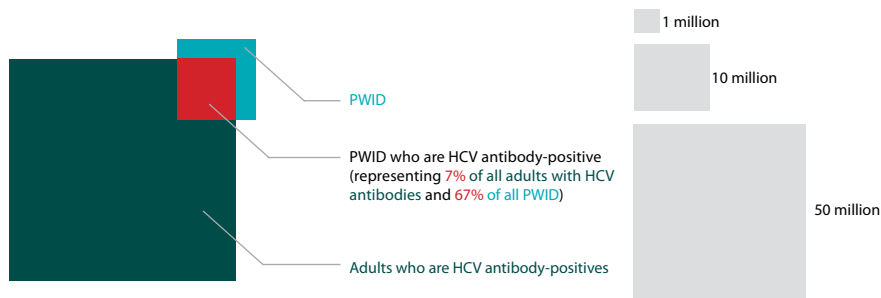 1 million
10 million
PWID
PWID who are HCV antibody-positive
(representing 7% of all adults with HCV
antibodies and 67% of all PWID)
50 million
Adults who are HCV antibody-positives